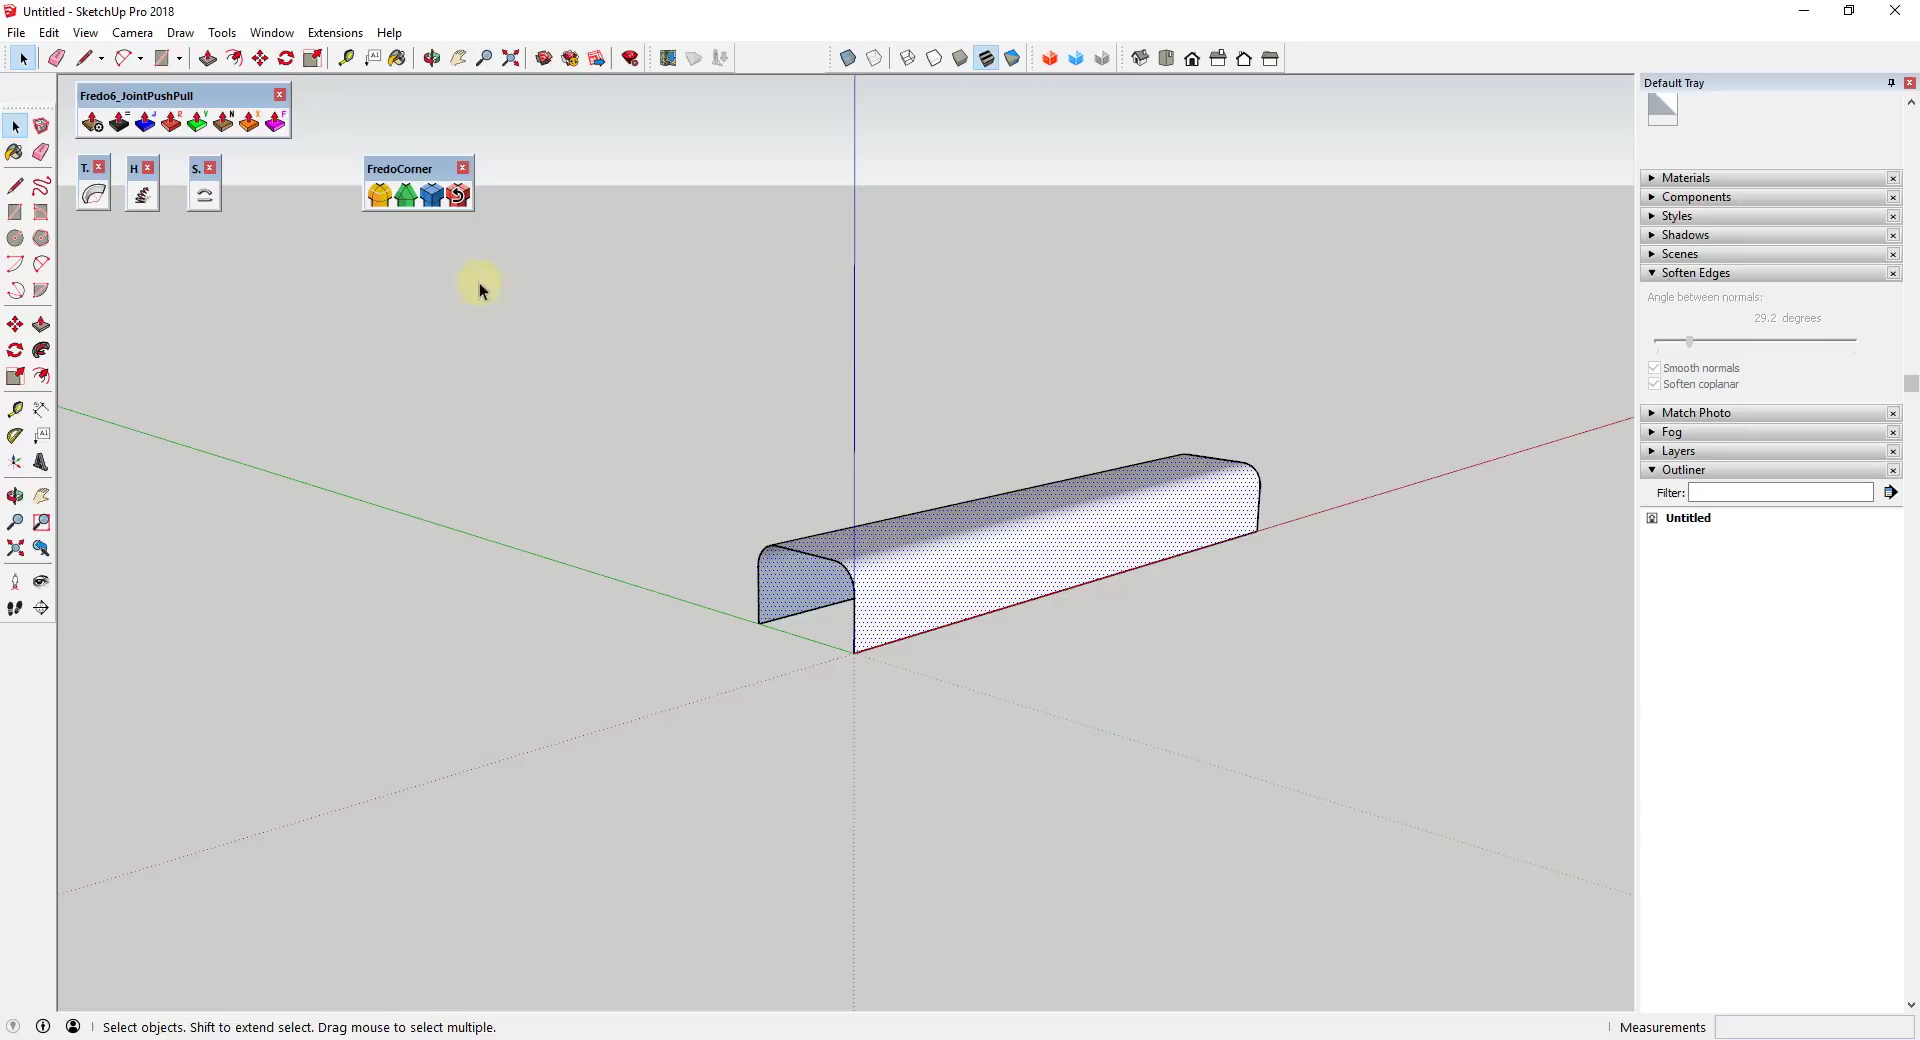 Untitled - SketchUp Pro 2018
File Edit View Camera Draw Tools Window Extensions Help
Default Tray
Fredo6_JointPushPull
T. H S. FredoCorner
Materials
Components
Styles
Shadows
Scenes
Soften Edges
Angle between normals:
29.2 degrees
Smooth normals
Soften coplanar
Match Photo
Fog
Layers
Outliner
Filter:
Untitled
Select objects. Shift to extend select. Drag mouse to select multiple.
Measurements